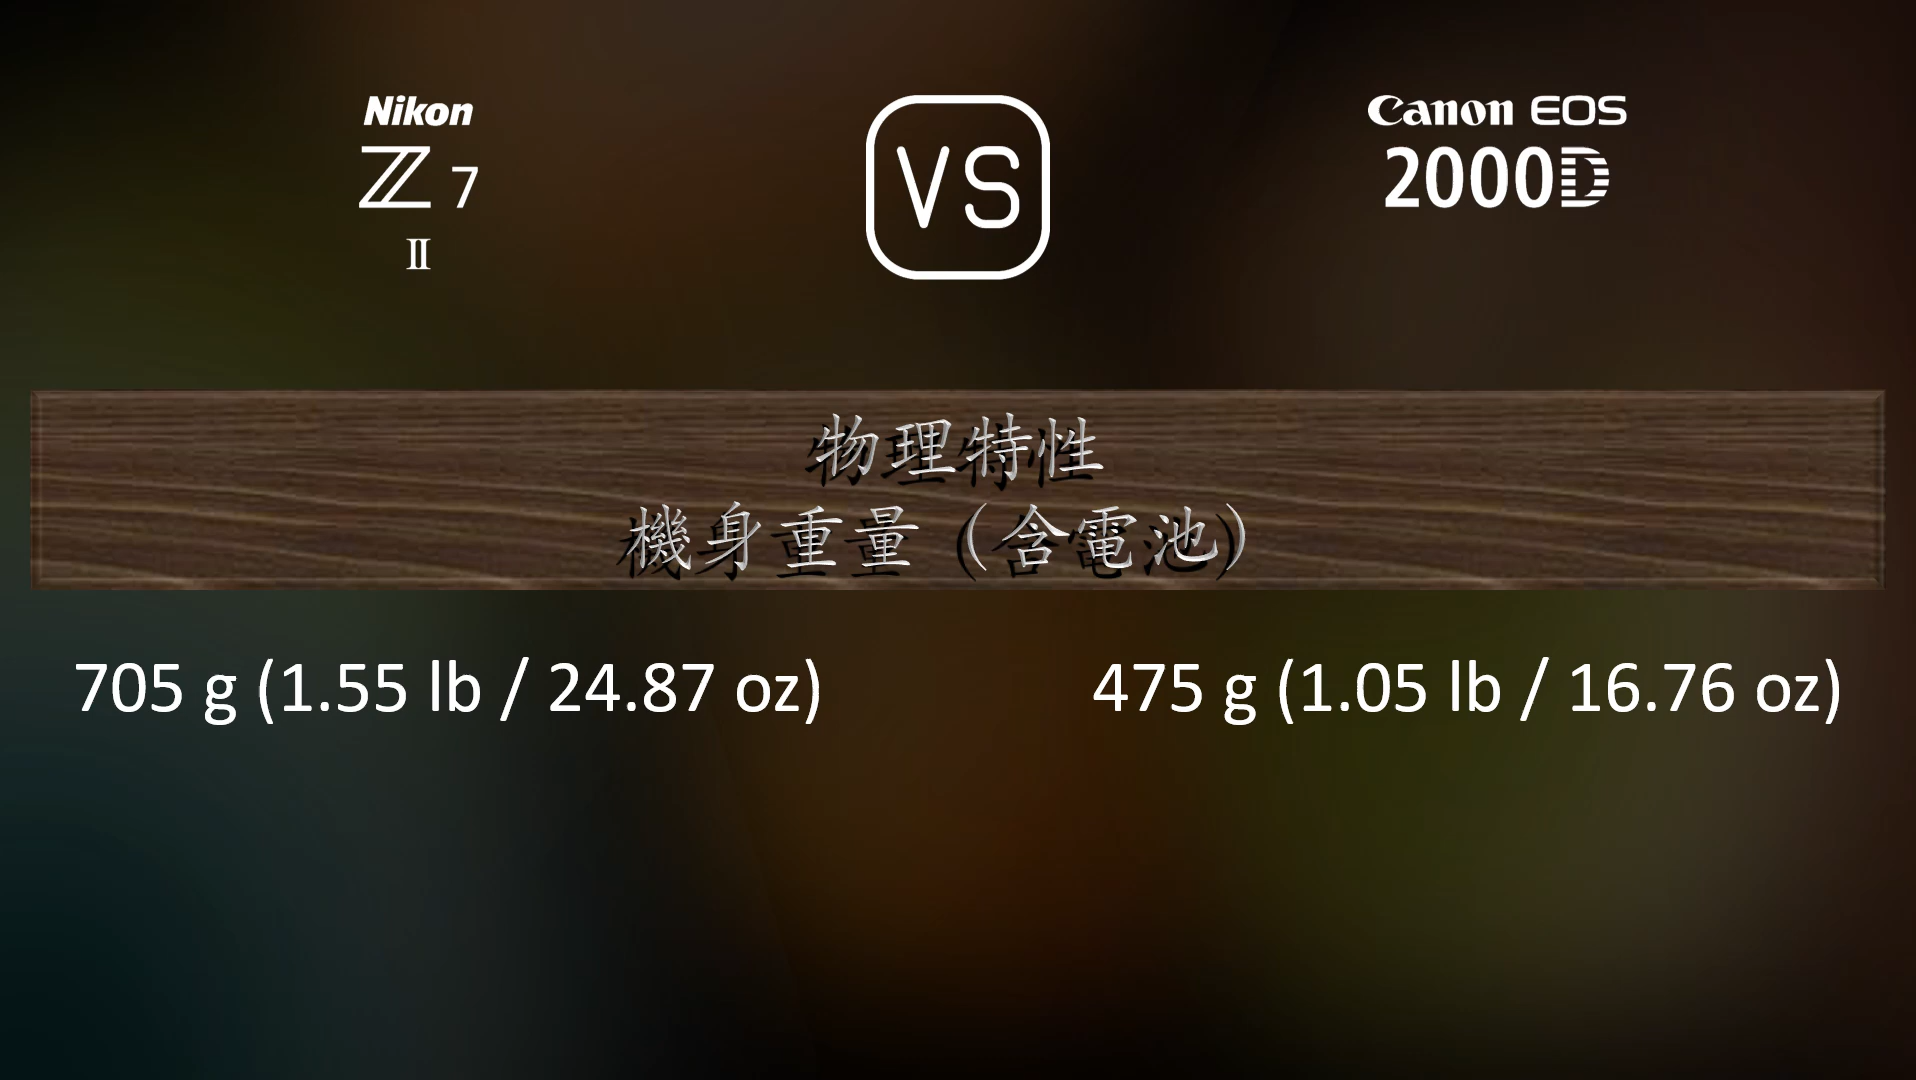 Nikon
Z 7
II
VS
Canon EOS
2000D
物理特性
機身重量（含電池）
705 g (1.55 lb / 24.87 oz)
475 g (1.05 lb / 16.76 oz)